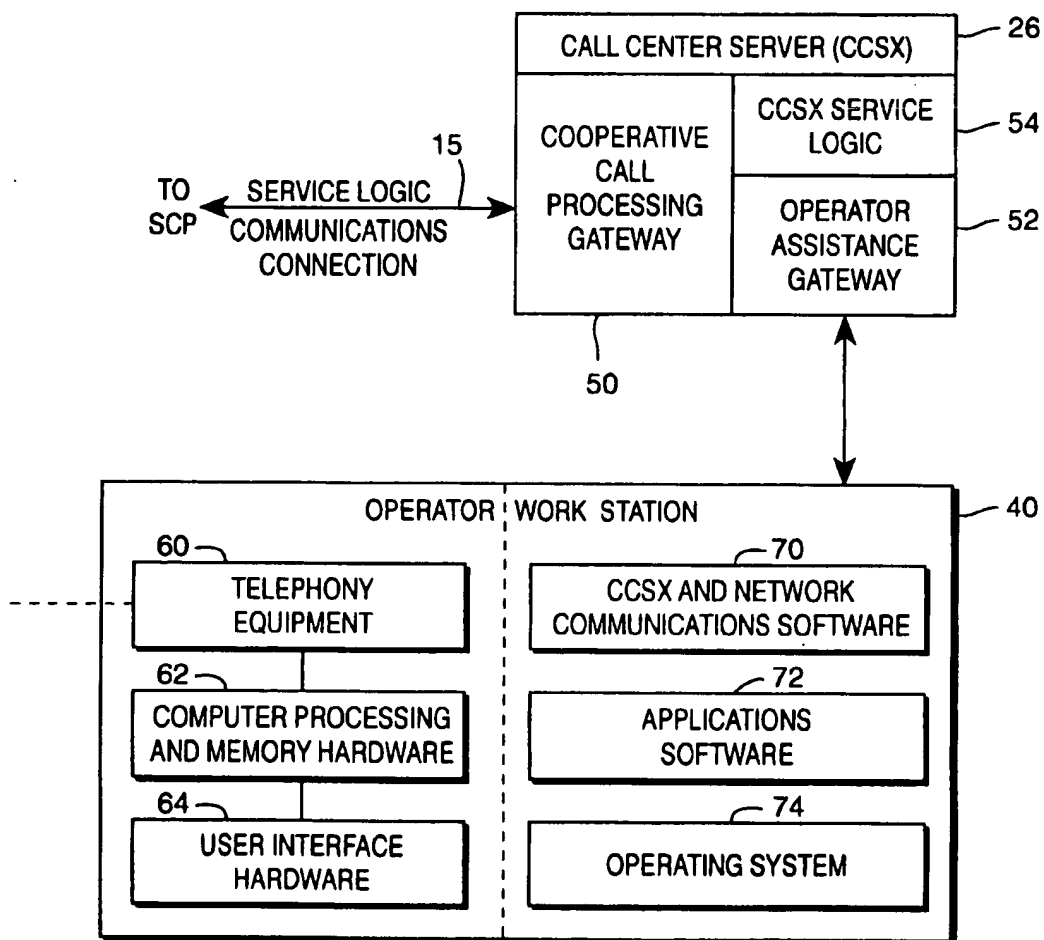 26
CALL CENTER SERVER (CCSX)
COOPERATIVE
CALL
PROCESSING
GATEWAY
CCSX SERVICE
LOGIC
54
OPERATOR
ASSISTANCE
GATEWAY
52
15
TO
SCP
SERVICE LOGIC
COMMUNICATIONS
CONNECTION
50
OPERATOR WORK STATION
40
60
TELEPHONY
EQUIPMENT
62
COMPUTER PROCESSING
AND MEMORY HARDWARE
64
USER INTERFACE
HARDWARE
70
CCSX AND NETWORK
COMMUNICATIONS SOFTWARE
72
APPLICATIONS
SOFTWARE
74
OPERATING SYSTEM